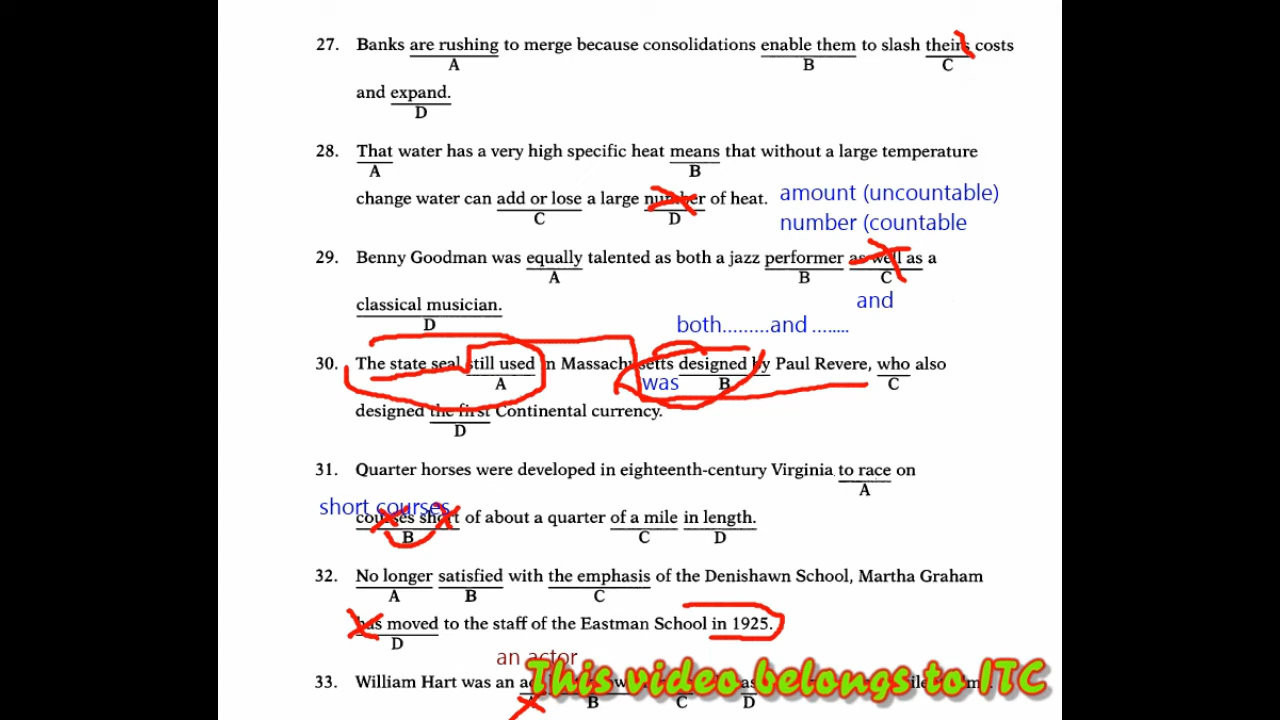 27. Banks are rushing to merge because consolidations enable them to slash theirs costs
A B C
and expand.
D
28. That water has a very high specific heat means that without a large temperature
A B
change water can add or lose a large number of heat. amount (uncountable)
C D
number (countable
29. Benny Goodman was equally talented as both a jazz performer as well as a
A B C
and
classical musician.
D
both.........and ........
30. The state seal still used in Massachusetts designed by Paul Revere, who also
A was B C
designed the first Continental currency.
D
31. Quarter horses were developed in eighteenth-century Virginia to race on
A
short courses
courses short of about a quarter of a mile in length.
B C D
32. No longer satisfied with the emphasis of the Denishawn School, Martha Graham
A B C
has moved to the staff of the Eastman School in 1925.
D
an actor
33. William Hart was an
This video belongs to ITC
B C D